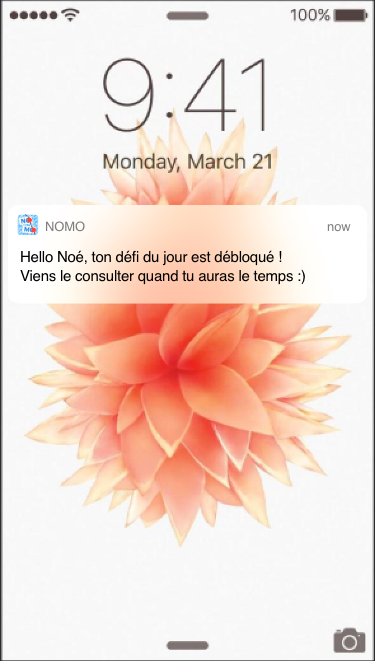 100%
9:41
Monday, March 21
NOMO now
Hello Noé, ton défi du jour est débloqué !
Viens le consulter quand tu auras le temps :)